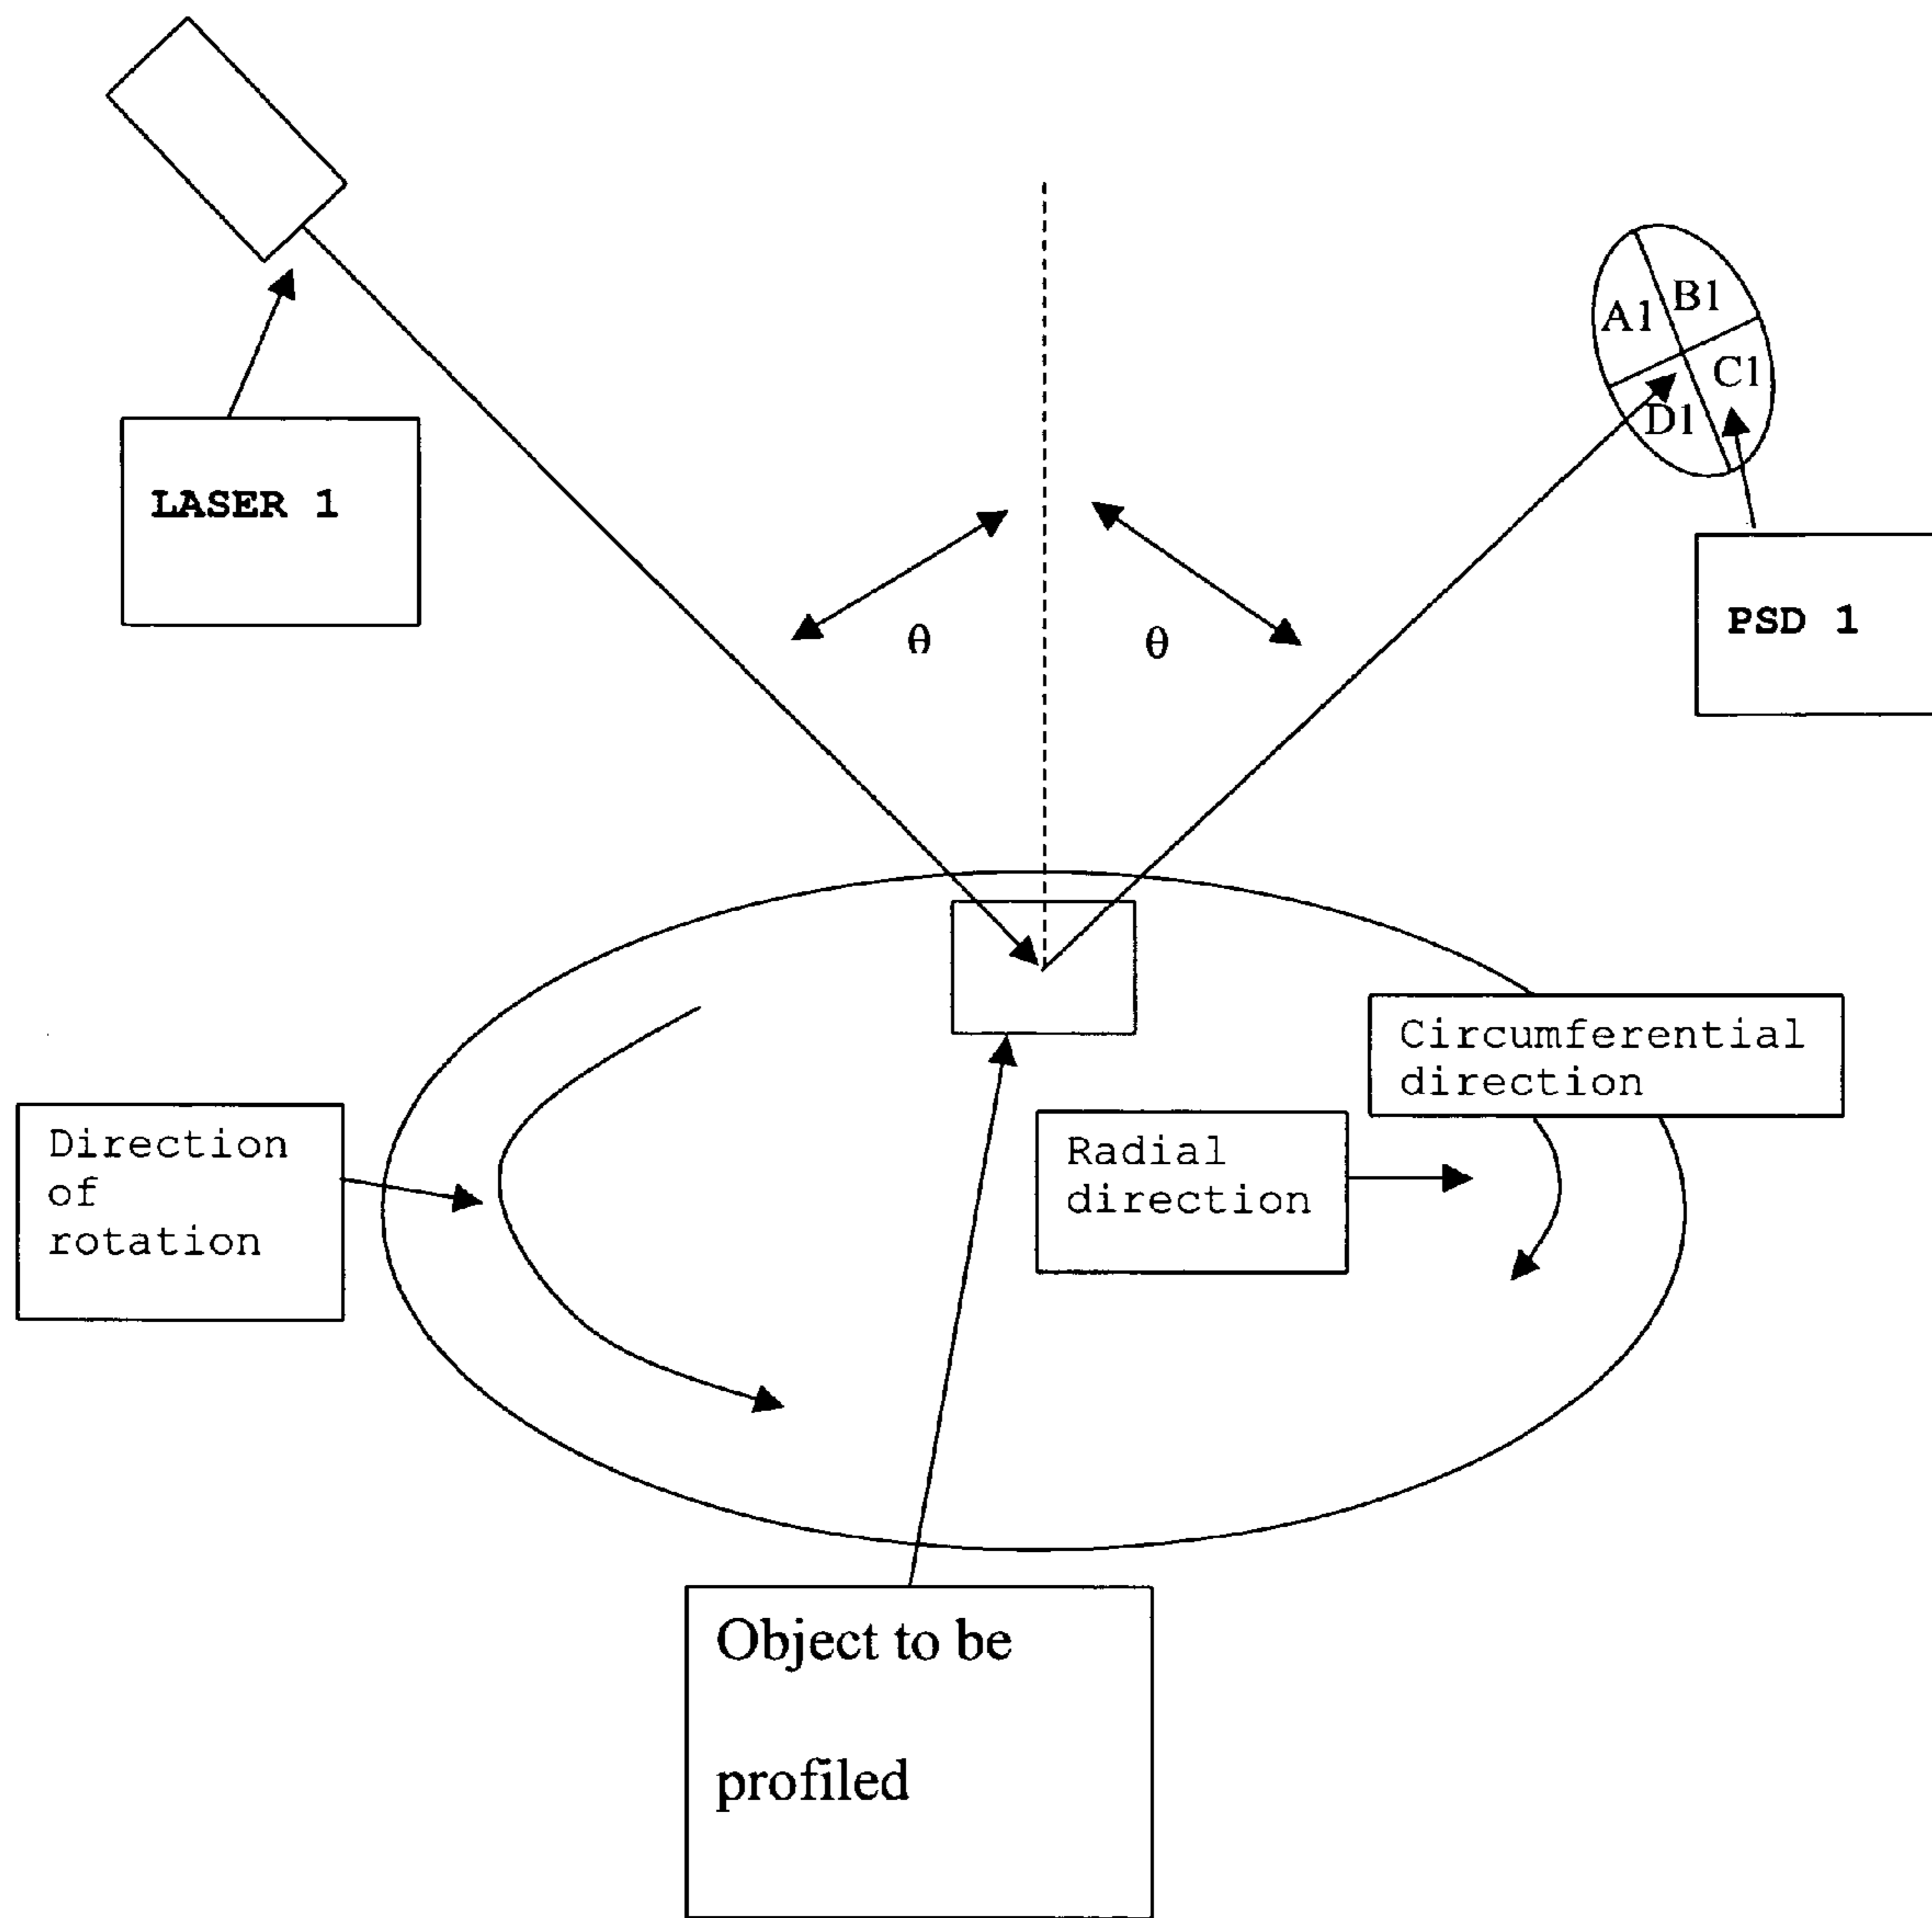 B1
A1
C1
D1
LASER 1
θ
θ
PSD 1
Circumferential
direction
Direction
of
rotation
Radial
direction
Object to be
profiled